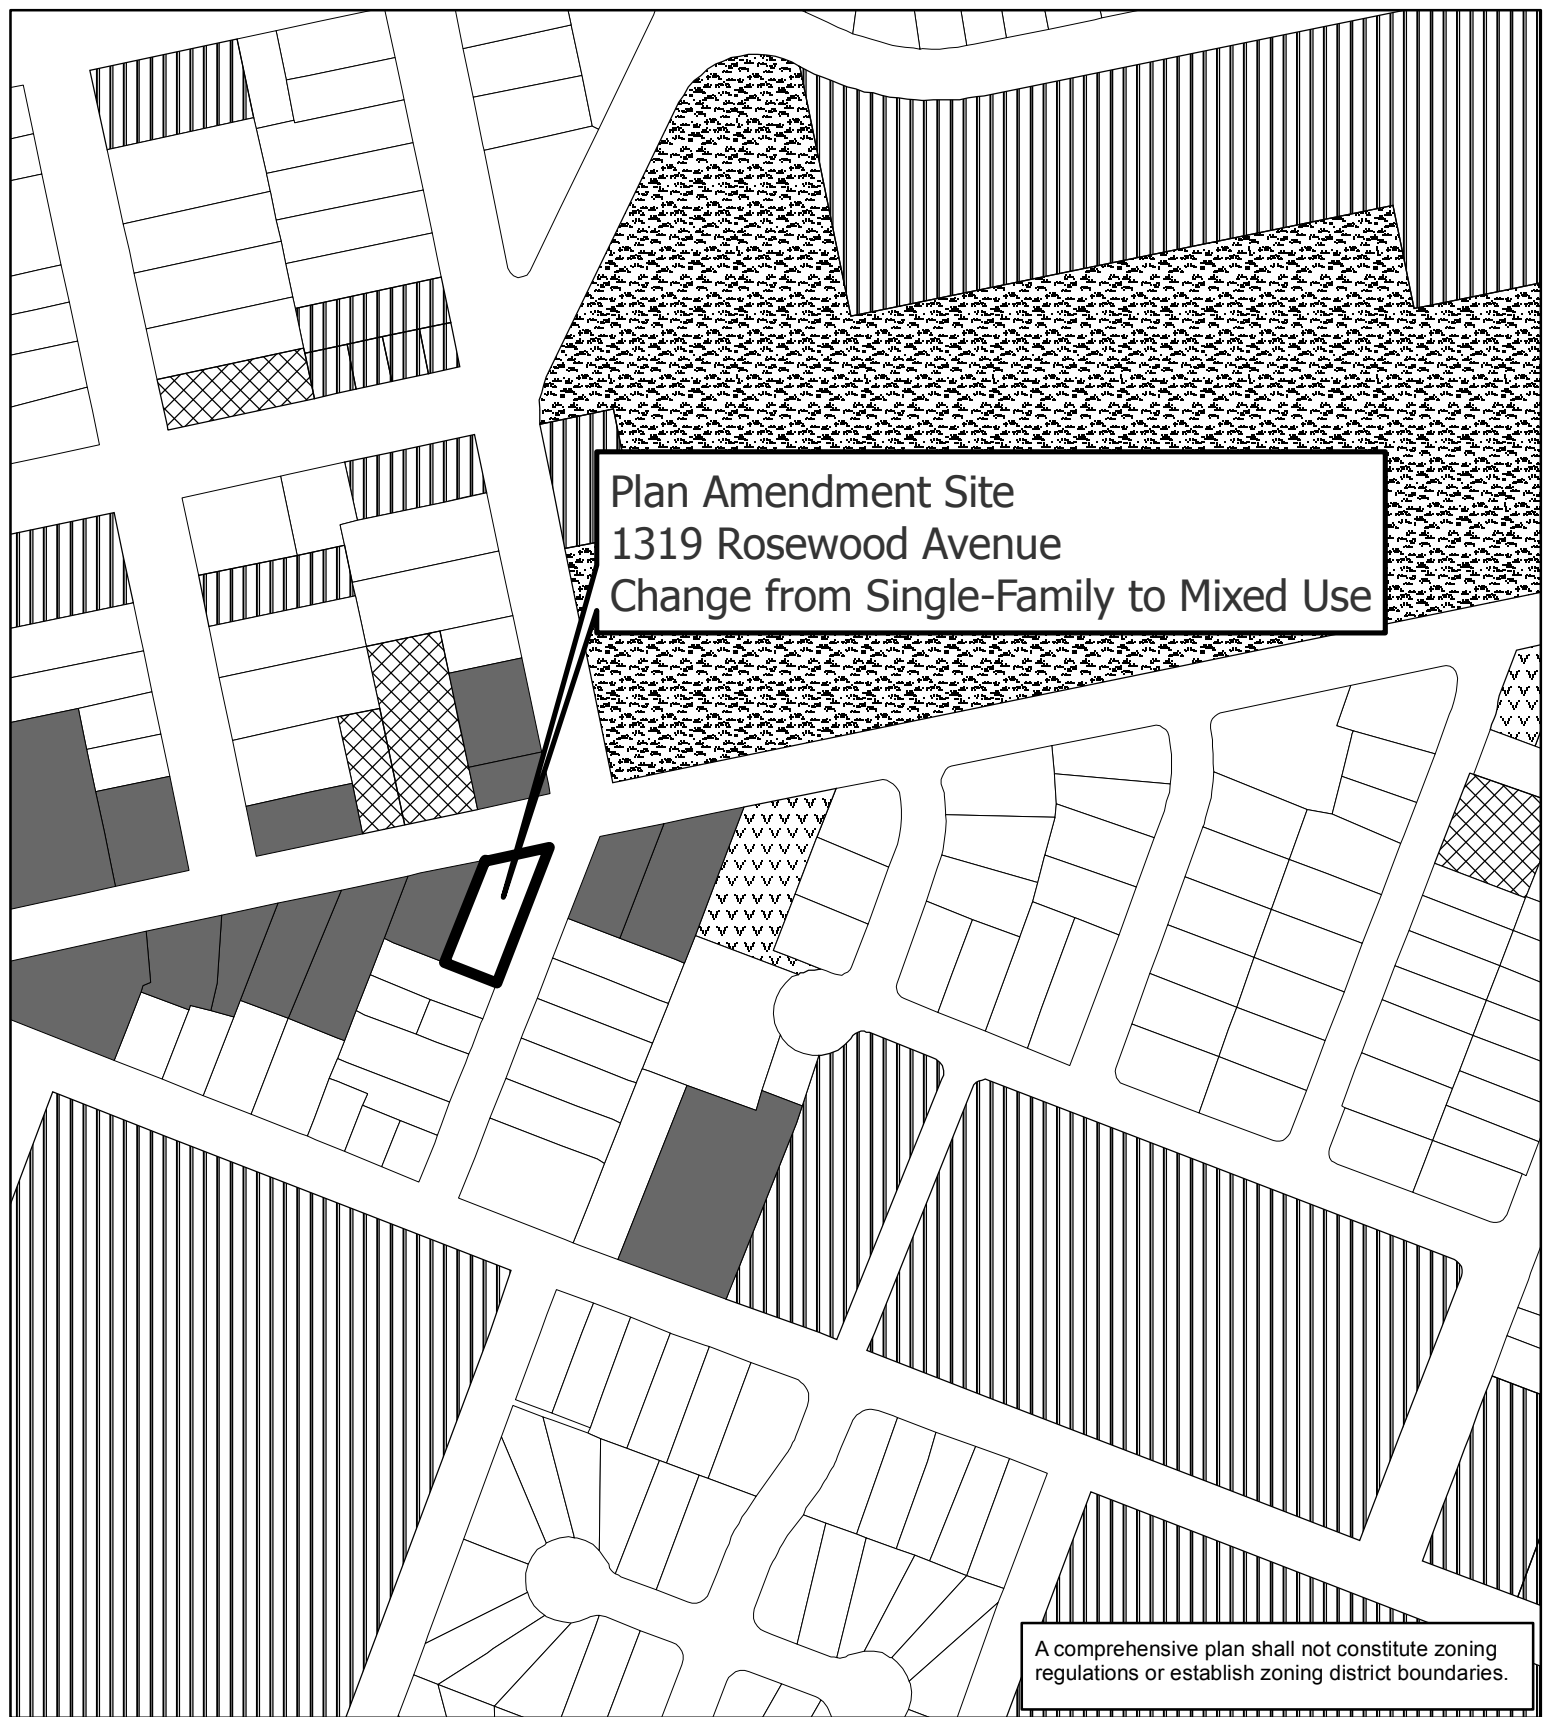 Plan Amendment Site
1319 Rosewood Avenue
Change from Single-Family to Mixed Use
A comprehensive plan shall not constitute zoning
regulations or establish zoning district boundaries.